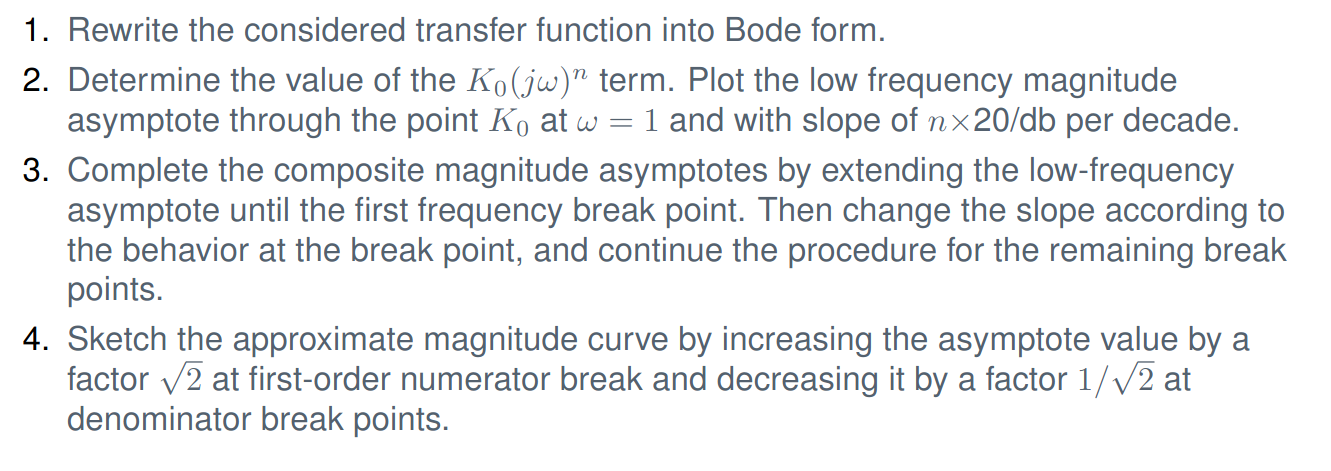 1. Rewrite the considered transfer function into Bode form.
2. Determine the value of the $K_0(j\omega)^n$ term. Plot the low frequency magnitude
asymptote through the point $K_0$ at $\omega = 1$ and with slope of $n\times$20/db per decade.
3. Complete the composite magnitude asymptotes by extending the low-frequency
asymptote until the first frequency break point. Then change the slope according to
the behavior at the break point, and continue the procedure for the remaining break
points.
4. Sketch the approximate magnitude curve by increasing the asymptote value by a
factor $\sqrt{2}$ at first-order numerator break and decreasing it by a factor $1/\sqrt{2}$ at
denominator break points.